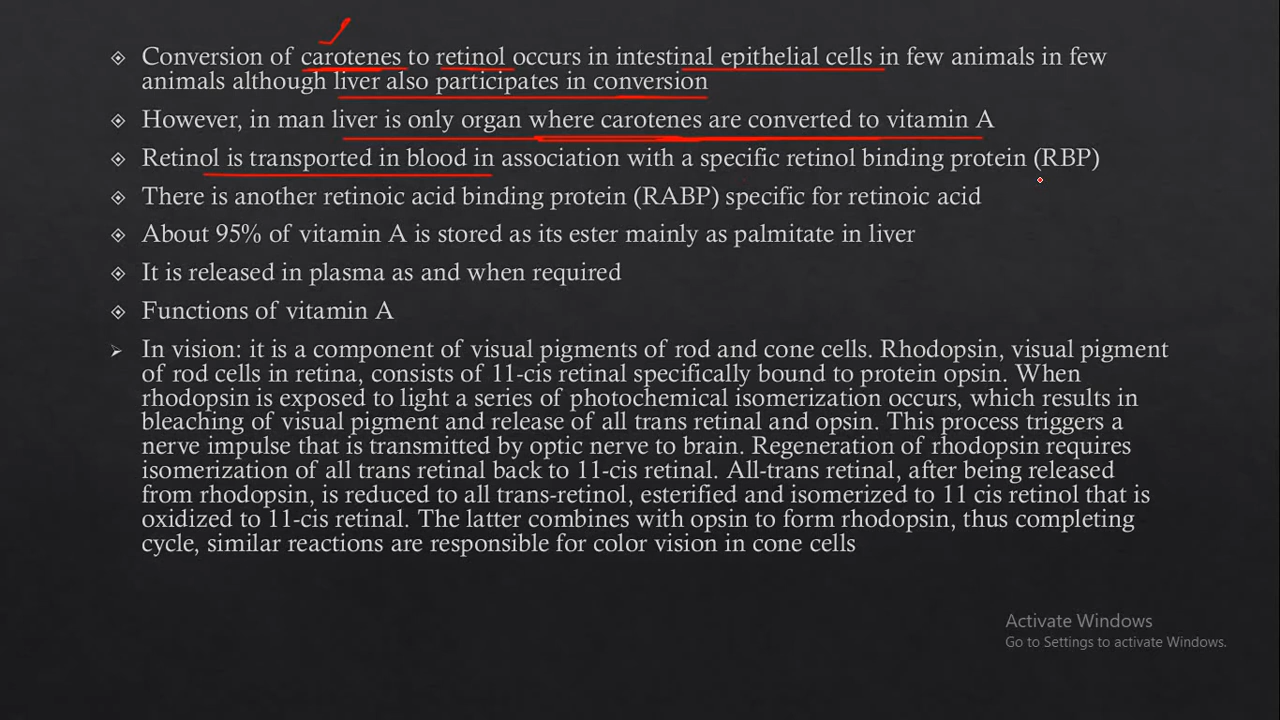 Conversion of carotenes to retinol occurs in intestinal epithelial cells in few animals in few
animals although liver also participates in conversion
However, in man liver is only organ where carotenes are converted to vitamin A
Retinol is transported in blood in association with a specific retinol binding protein (RBP)
There is another retinoic acid binding protein (RABP) specific for retinoic acid
About 95% of vitamin A is stored as its ester mainly as palmitate in liver
It is released in plasma as and when required
Functions of vitamin A
In vision: it is a component of visual pigments of rod and cone cells. Rhodopsin, visual pigment
of rod cells in retina, consists of 11-cis retinal specifically bound to protein opsin. When
rhodopsin is exposed to light a series of photochemical isomerization occurs, which results in
bleaching of visual pigment and release of all trans retinal and opsin. This process triggers a
nerve impulse that is transmitted by optic nerve to brain. Regeneration of rhodopsin requires
isomerization of all trans retinal back to 11-cis retinal. All-trans retinal, after being released
from rhodopsin, is reduced to all trans-retinol, esterified and isomerized to 11 cis retinol that is
oxidized to 11-cis retinal. The latter combines with opsin to form rhodopsin, thus completing
cycle, similar reactions are responsible for color vision in cone cells
Activate Windows
Go to Settings to activate Windows.